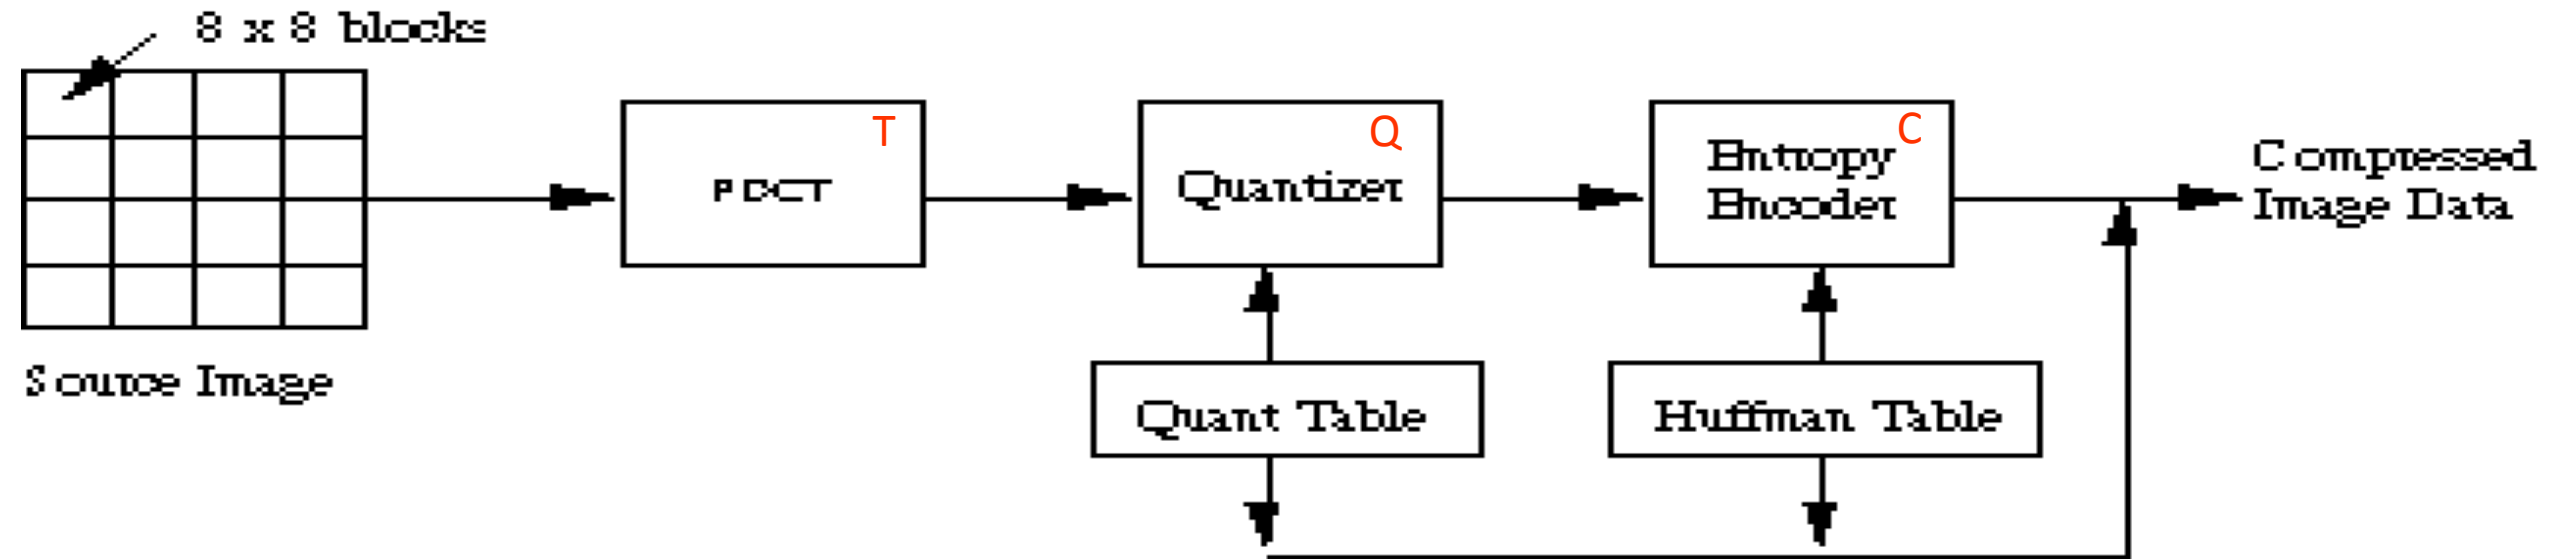 8 x 8 blocks
T
FDCT
Q
Quantizer
C
Entropy
Encoder
Compressed
Image Data
Source Image
Quant Table
Huffman Table